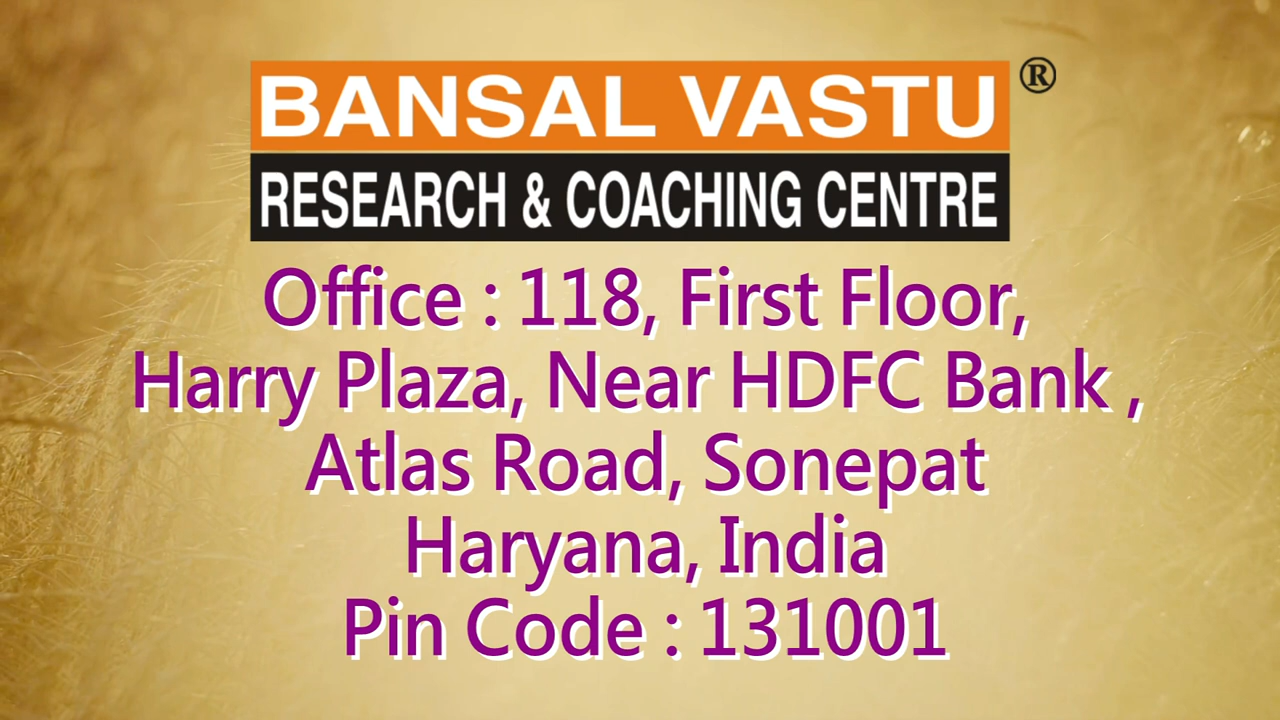 BANSAL VASTU ®
RESEARCH & COACHING CENTRE
Office : 118, First Floor,
Harry Plaza, Near HDFC Bank ,
Atlas Road, Sonepat
Haryana, India
Pin Code : 131001